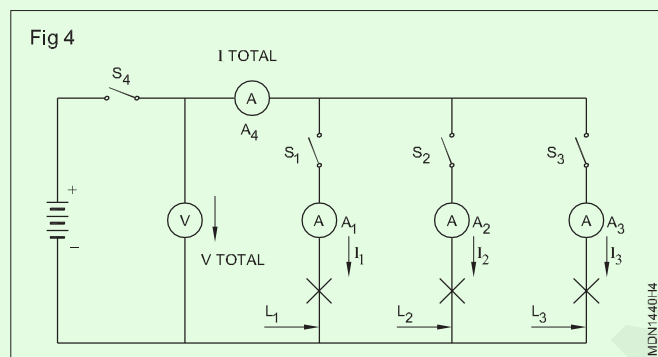 Fig 4
I TOTAL
S4
A
A4
S1
S2
S3
+
V
A
A1
A
A2
A
A3
−
V TOTAL
I1
I2
I3
L1
L2
L3
MDN1440H4